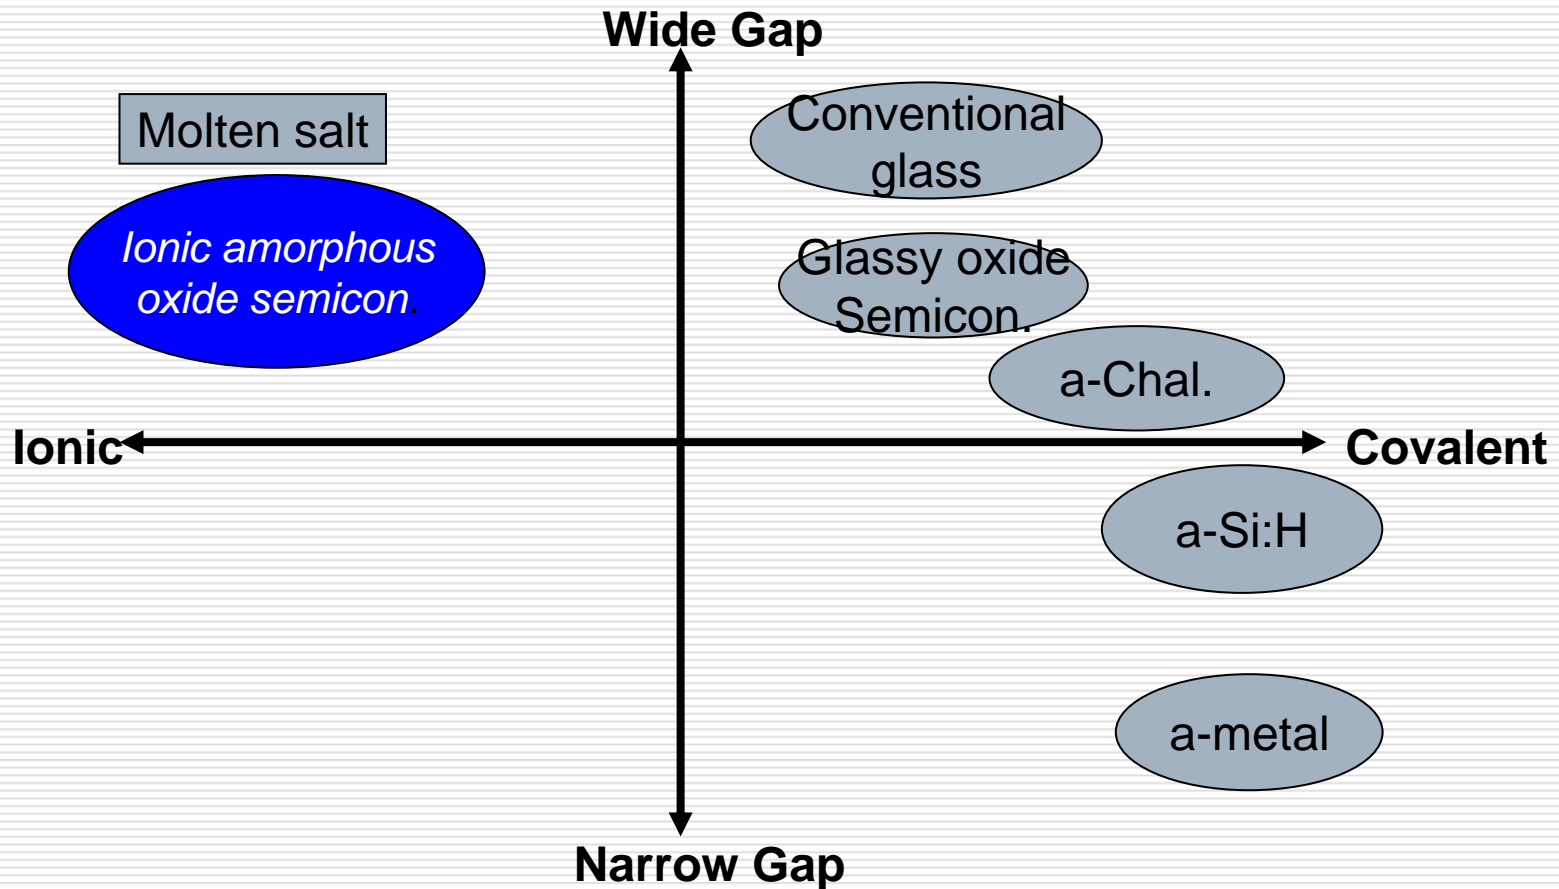 Wide Gap
Molten salt
Conventional
glass
Ionic amorphous
oxide semicon.
Glassy oxide
Semicon.
a-Chal.
Ionic
Covalent
a-Si:H
a-metal
Narrow Gap